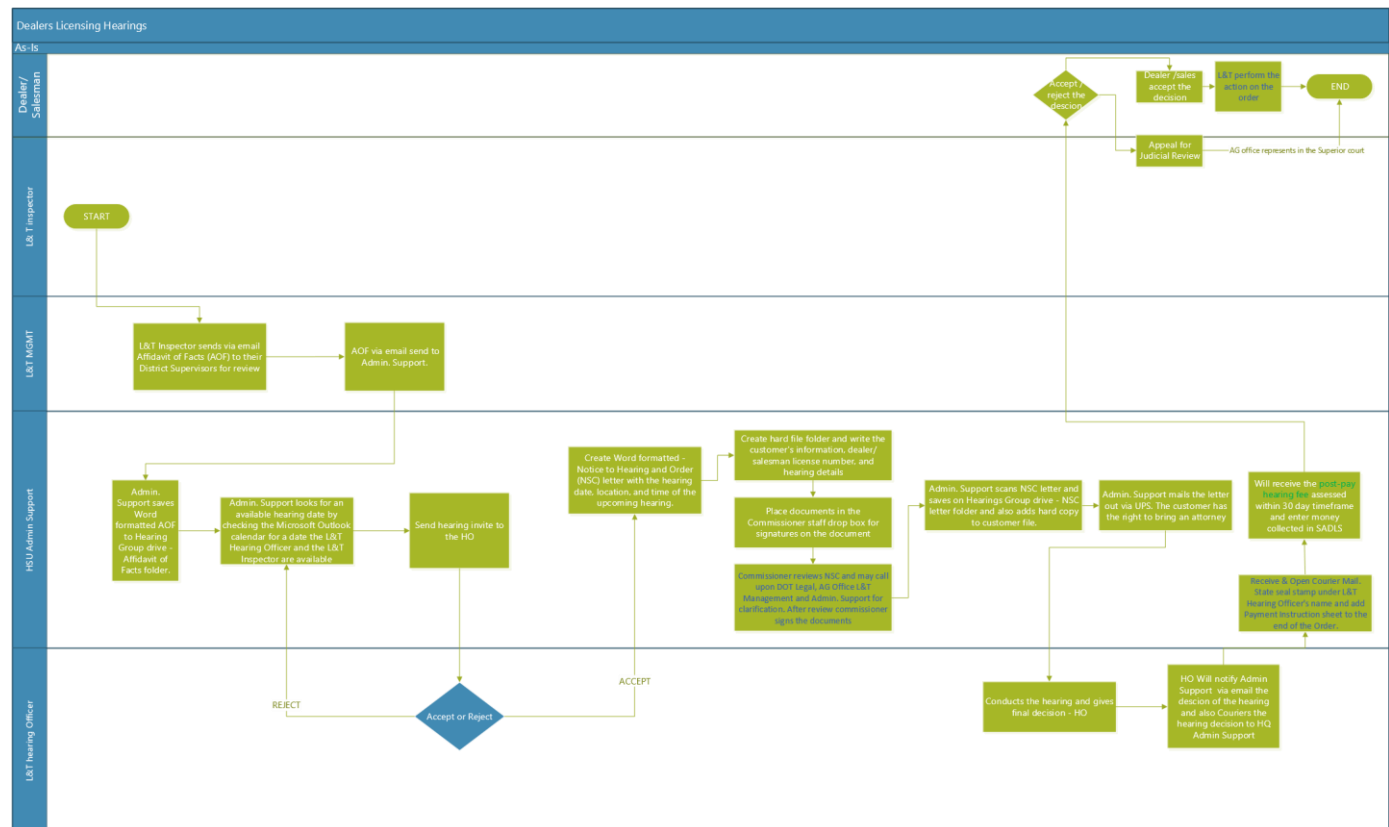 Dealers Licensing Hearings
As-Is
Dealer/
Salesman
Accept /
reject the
descion
Dealer /sales
accept the
decision
L&T perform the
action on the
order
END
Appeal for
Judicial Review
AG office represents in the Superior court
L& T inspector
START
L&T MGMT
L&T Inspector sends via email
Affidavit of Facts (AOF) to their
District Supervisors for review
AOF via email send to
Admin. Support.
HSU Admin Support
Admin.
Support saves
Word
formatted AOF
to Hearing
Group drive -
Affidavit of
Facts folder.
Admin. Support looks for an
available hearing date by
checking the Microsoft Outlook
calendar for a date the L&T
Hearing Officer and the L&T
Inspector are available
Send hearing invite to
the HO
Create Word formatted -
Notice to Hearing and Order
(NSC) letter with the hearing
date, location, and time of the
upcoming hearing.
Create hard file folder and write the
customer's information, dealer/
salesman license number, and
hearing details
Place documents in the
Commissioner staff drop box for
signatures on the document
Commissioner reviews NSC and may call
upon DOT Legal, AG Office L&T
Management and Admin. Support for
clarification. After review commissioner
signs the documents
Admin. Support scans NSC letter and
saves on Hearings Group drive - NSC
letter folder and also adds hard copy
to customer file.
Admin. Support mails the letter
out via UPS. The customer has
the right to bring an attorney
Will receive the post-pay
hearing fee assessed
within 30 day timeframe
and enter money
collected in SADLS
Receive & Open Courier Mail.
State seal stamp under L&T
Hearing Officer's name and add
Payment instruction sheet to the
end of the Order.
L&T hearing Officer
REJECT
Accept or Reject
ACCEPT
Conducts the hearing and gives
final decision - HO
HO Will notify Admin
Support via email the
descion of the hearing
and also Couriers the
hearing decision to HQ
Admin Support